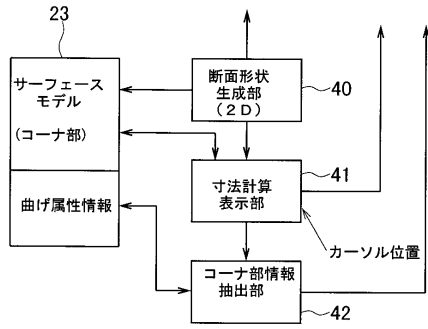 23
サーフェース
モデル
(コーナ部)
曲げ属性情報
断面形状
生成部
(2D)
40
寸法計算
表示部
41
カーソル位置
コーナ部情報
抽出部
42